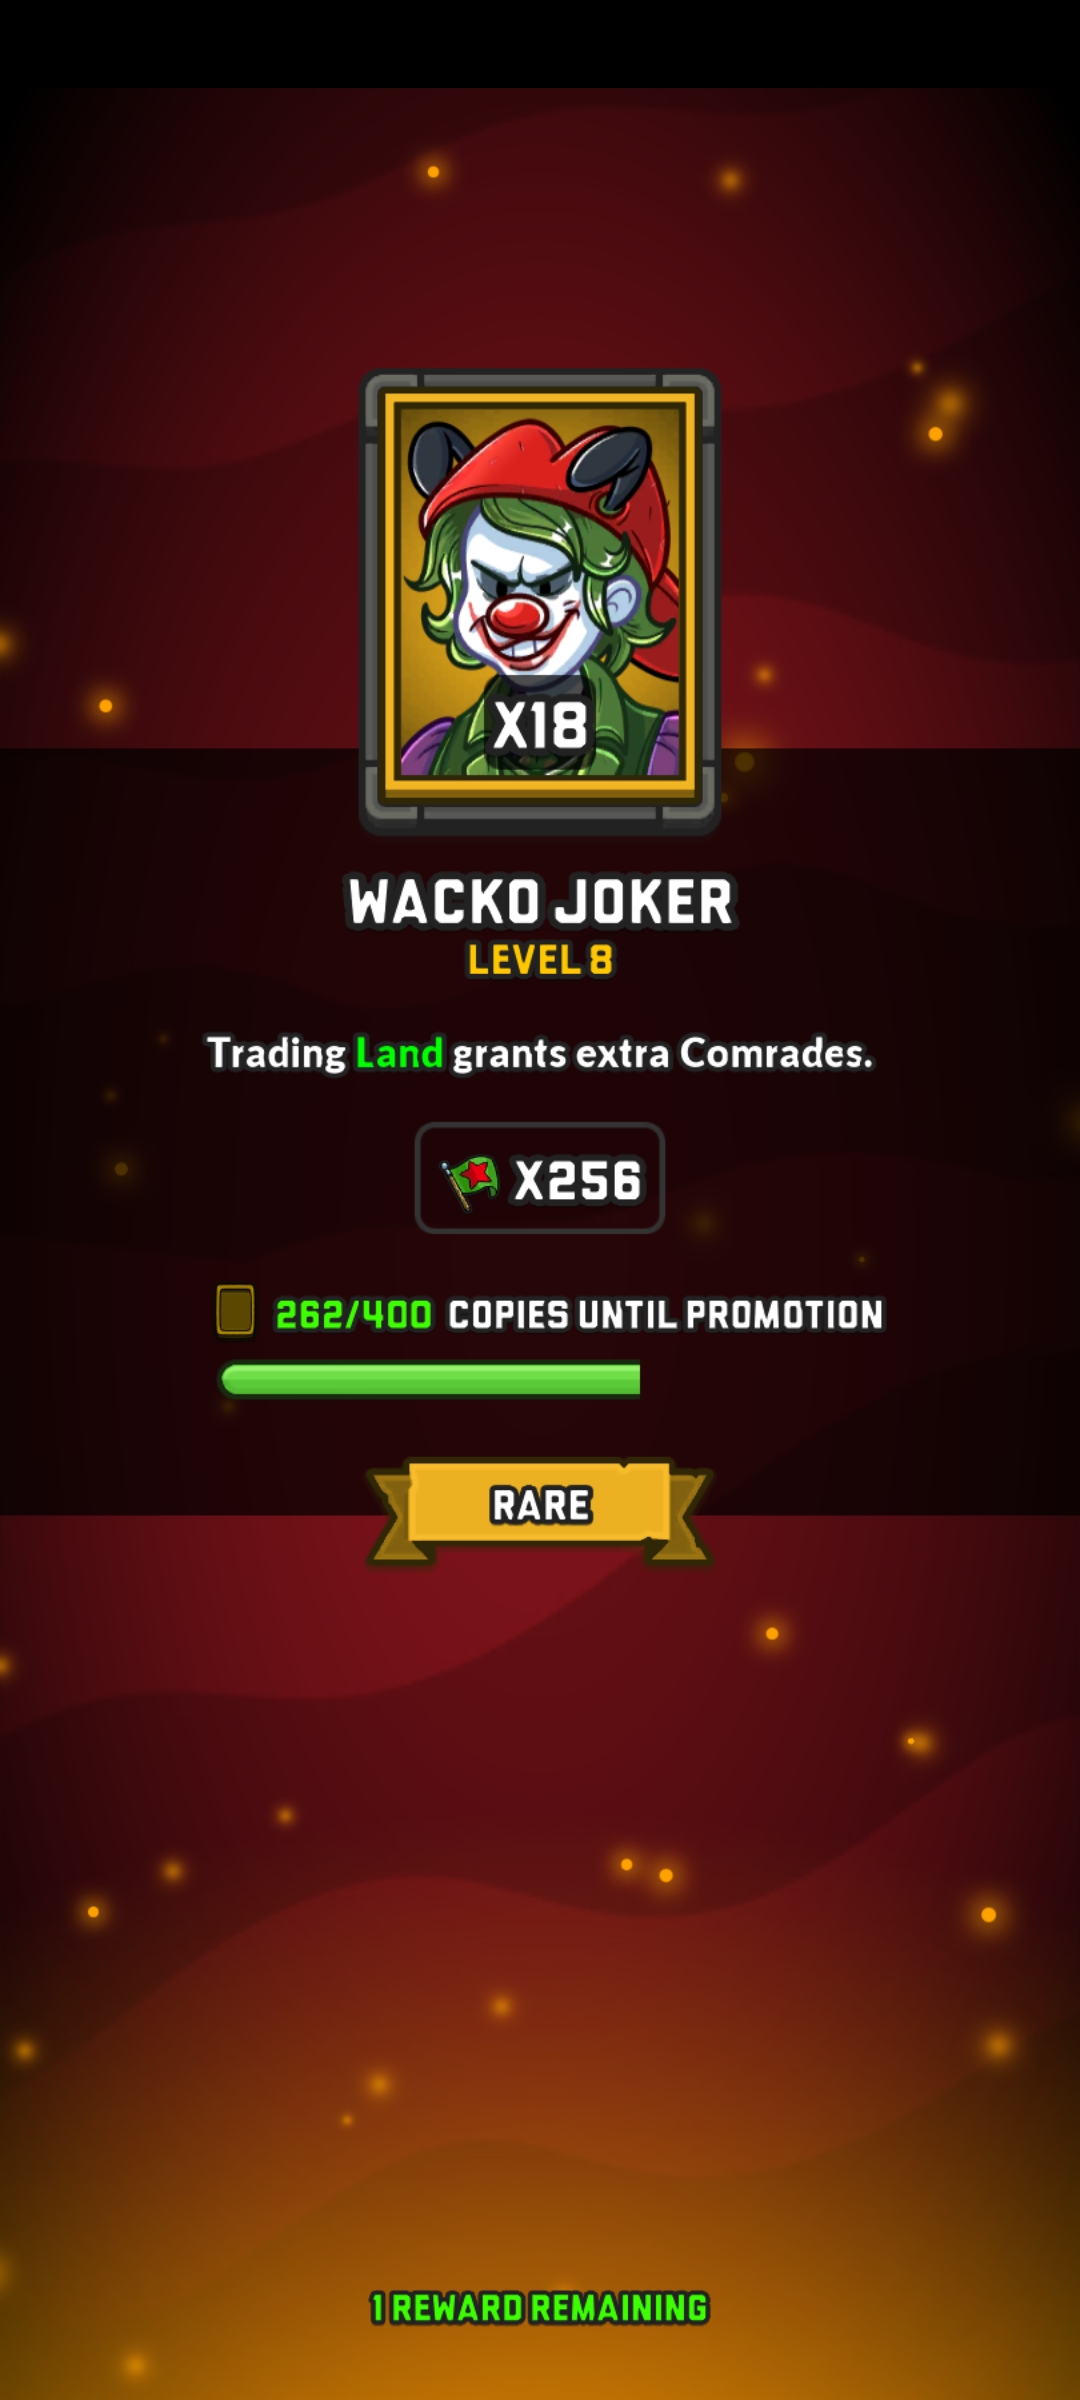 X18
WACKO JOKER
LEVEL 8
Trading Land grants extra Comrades.
X256
262/400 COPIES UNTIL PROMOTION
RARE
1 REWARD REMAINING